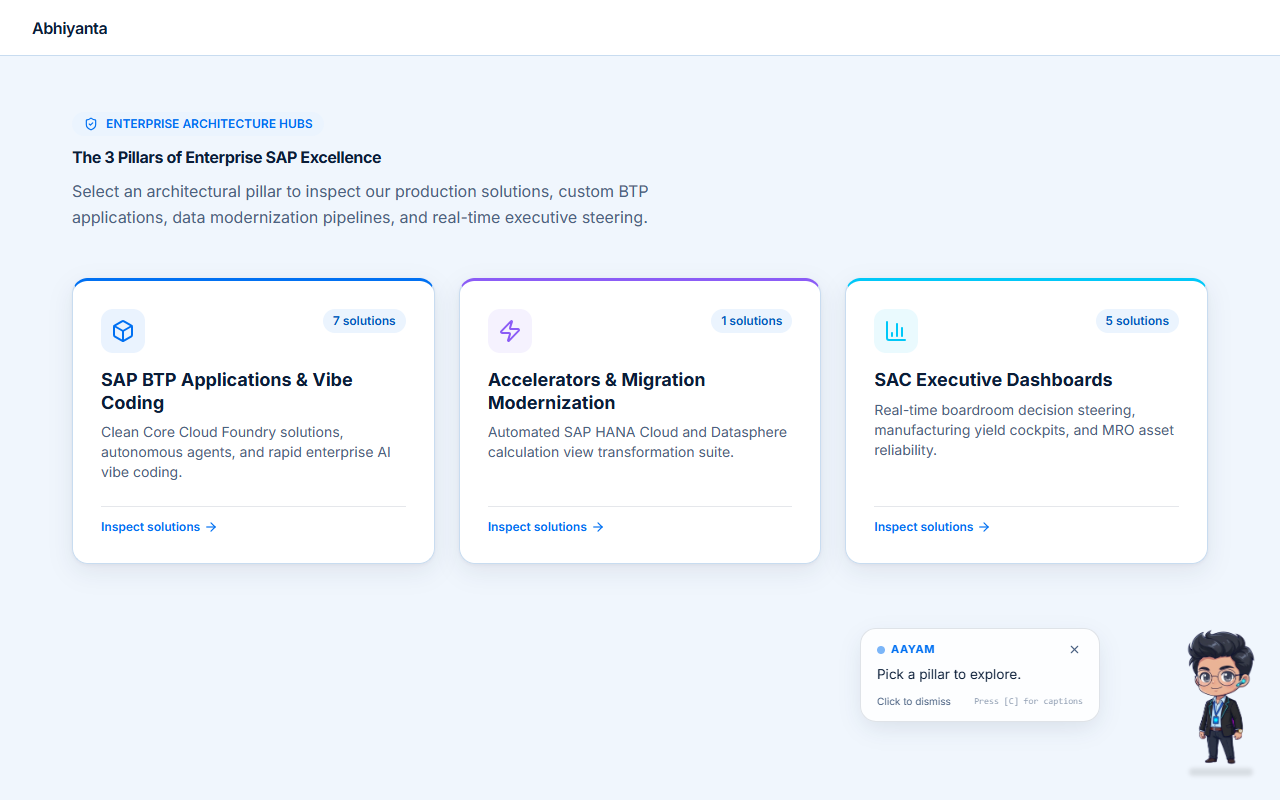 Abhiyanta
ENTERPRISE ARCHITECTURE HUBS
The 3 Pillars of Enterprise SAP Excellence
Select an architectural pillar to inspect our production solutions, custom BTP
applications, data modernization pipelines, and real-time executive steering.
7 solutions
SAP BTP Applications & Vibe
Coding
Clean Core Cloud Foundry solutions,
autonomous agents, and rapid enterprise AI
vibe coding.
Inspect solutions →
1 solutions
Accelerators & Migration
Modernization
Automated SAP HANA Cloud and Datasphere
calculation view transformation suite.
Inspect solutions →
5 solutions
SAC Executive Dashboards
Real-time boardroom decision steering,
manufacturing yield cockpits, and MRO asset
reliability.
Inspect solutions →
AAYAM
Pick a pillar to explore.
Click to dismiss Press [C] for captions